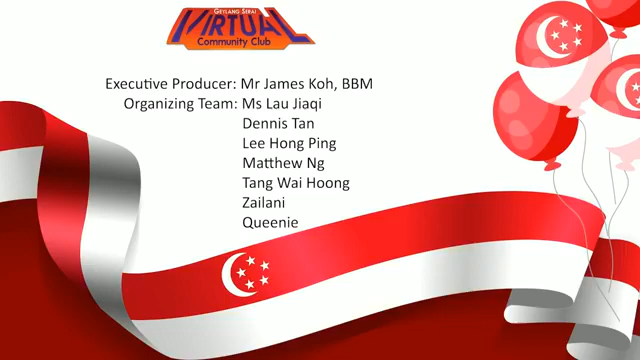 GEYLANG SERAI
VIRTUAL
Community Club
Executive Producer: Mr James Koh, BBM
Organizing Team: Ms Lau Jiaqi
Dennis Tan
Lee Hong Ping
Matthew Ng
Tang Wai Hoong
Zailani
Queenie